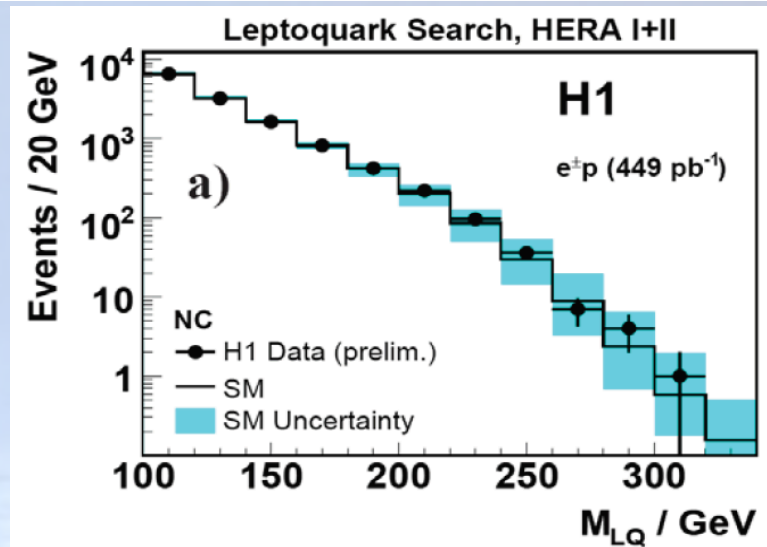 Leptoquark Search, HERA I+II
Events / 20 GeV
10⁴
10³
10²
10
1
H1
e±p (449 pb⁻¹)
a)
NC
H1 Data (prelim.)
SM
SM Uncertainty
100 150 200 250 300
M_LQ / GeV